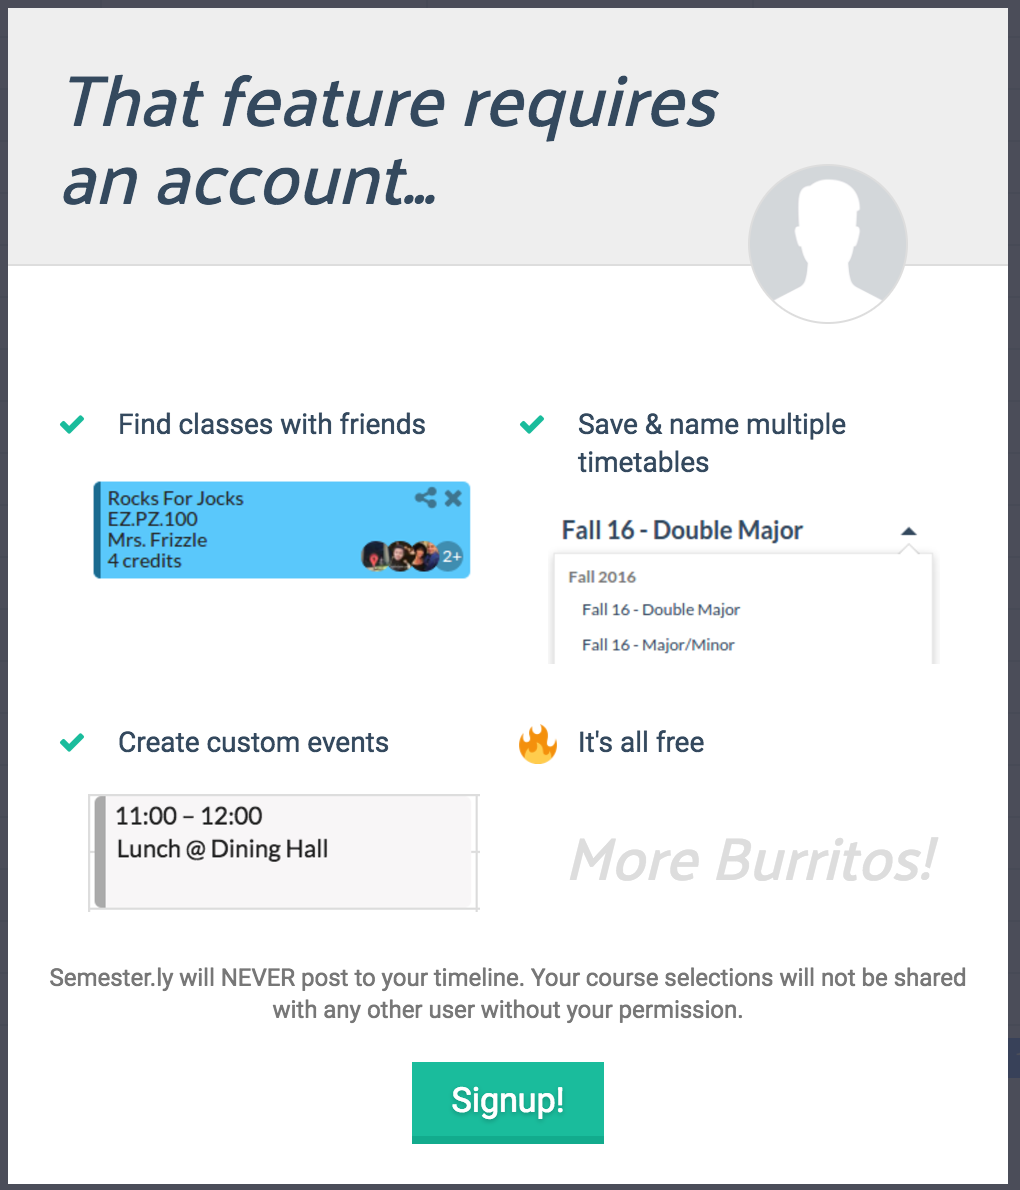 That feature requires
an account...
Find classes with friends
Rocks For Jocks
EZ.PZ.100
Mrs. Frizzle
4 credits
2+
Save & name multiple
timetables
Fall 16 - Double Major
Fall 2016
Fall 16 - Double Major
Fall 16 - Major/Minor
Create custom events
11:00 – 12:00
Lunch @ Dining Hall
It's all free
More Burritos!
Semester.ly will NEVER post to your timeline. Your course selections will not be shared
with any other user without your permission.
Signup!